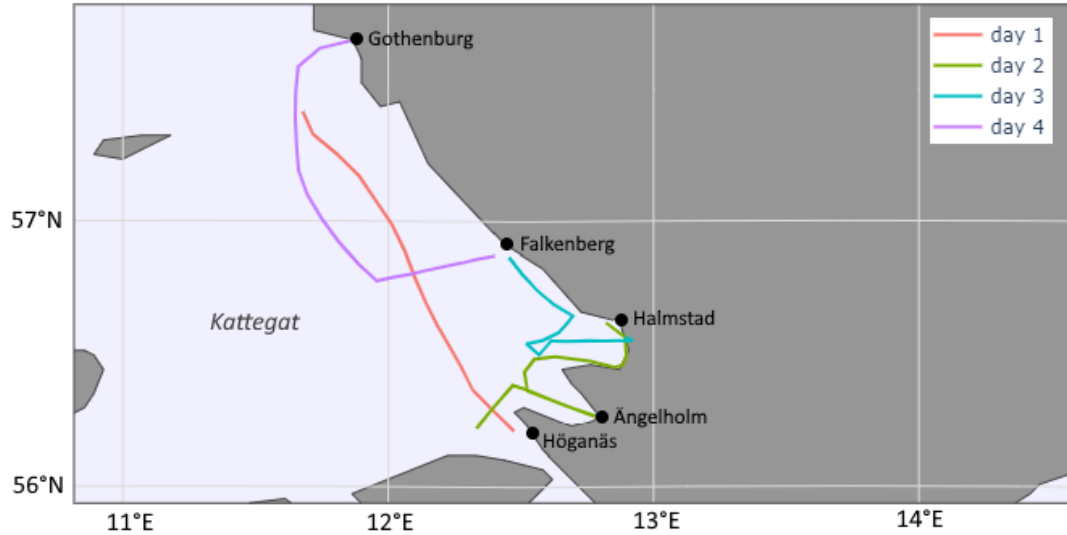 Gothenburg
day 1
day 2
day 3
day 4
57°N
Falkenberg
Kattegat
Halmstad
Ängelholm
Höganäs
56°N
11°E
12°E
13°E
14°E